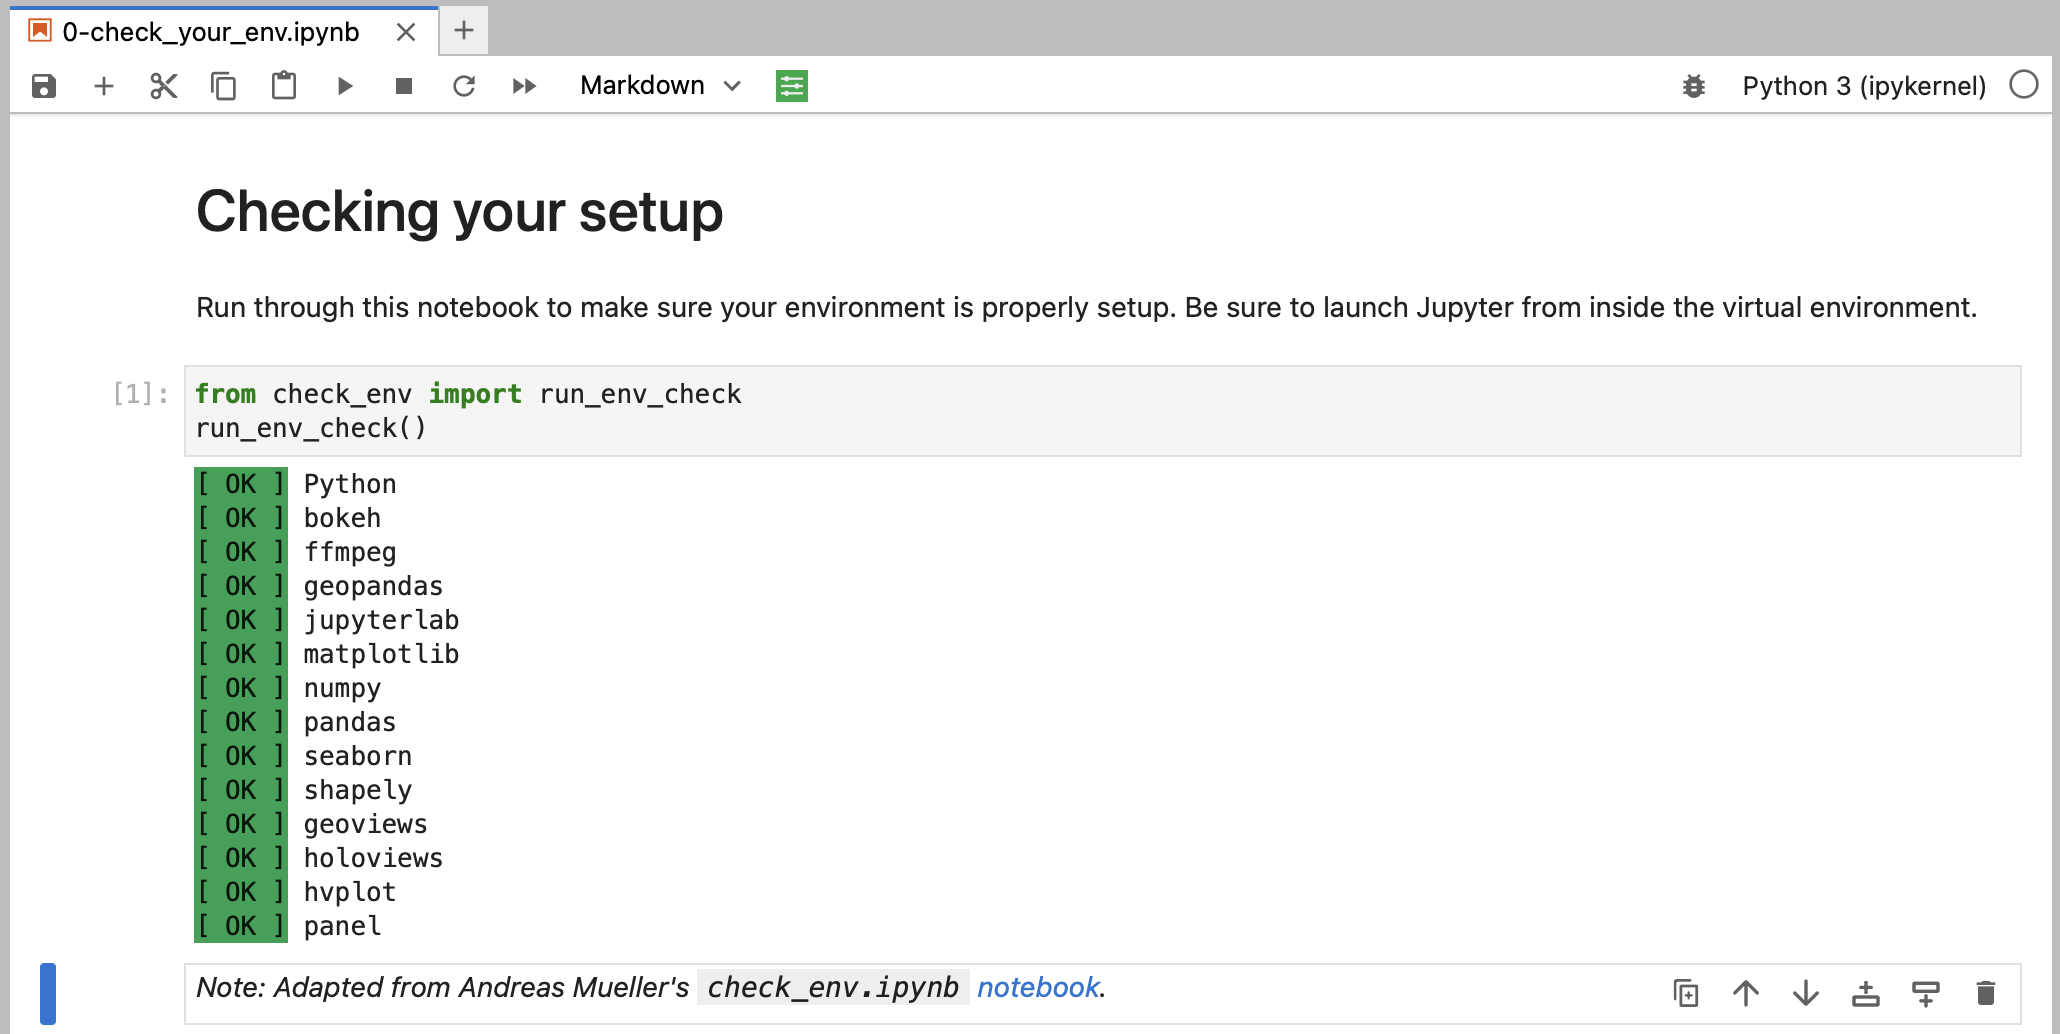 0-check_your_env.ipynb
Markdown
Python 3 (ipykernel)
Checking your setup
Run through this notebook to make sure your environment is properly setup. Be sure to launch Jupyter from inside the virtual environment.
[1]: from check_env import run_env_check
run_env_check()
[ OK ] Python
[ OK ] bokeh
[ OK ] ffmpeg
[ OK ] geopandas
[ OK ] jupyterlab
[ OK ] matplotlib
[ OK ] numpy
[ OK ] pandas
[ OK ] seaborn
[ OK ] shapely
[ OK ] geoviews
[ OK ] holoviews
[ OK ] hvplot
[ OK ] panel
Note: Adapted from Andreas Mueller's check_env.ipynb notebook.